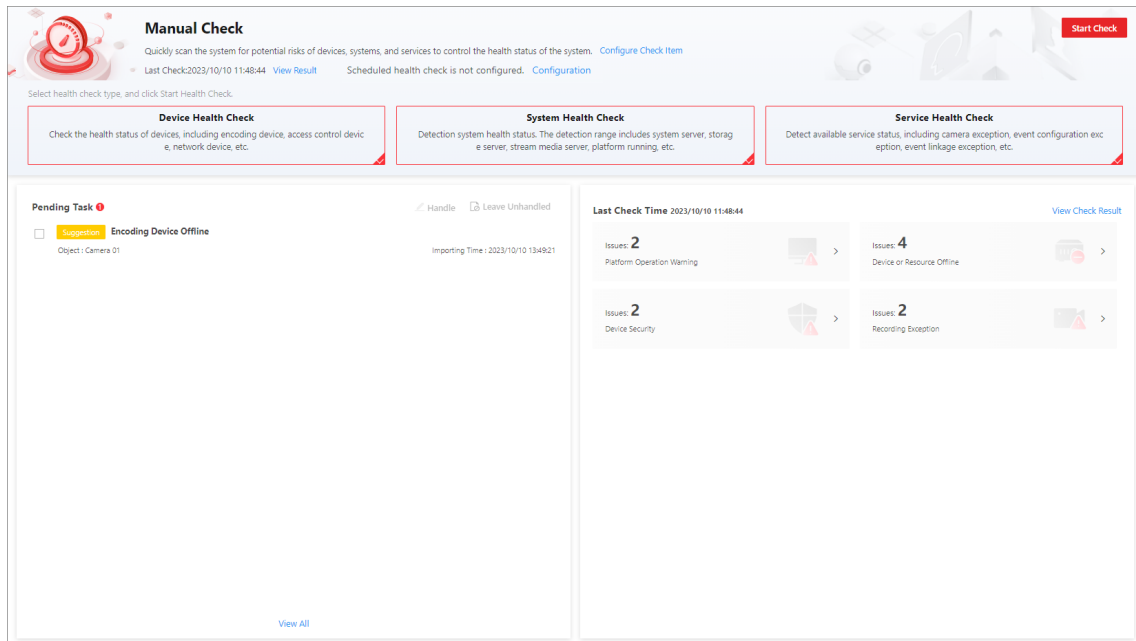 Manual Check
Start Check
Quickly scan the system for potential risks of devices, systems, and services to control the health status of the system. Configure Check Item
Last Check:2023/10/10 11:48:44 View Result Scheduled health check is not configured. Configuration
Select health check type, and click Start Health Check.
Device Health Check
Check the health status of devices, including encoding device, access control devic
e, network device, etc.
System Health Check
Detection system health status. The detection range includes system server, storag
e server, stream media server, platform running, etc.
Service Health Check
Detect available service status, including camera exception, event configuration exc
eption, event linkage exception, etc.
Pending Task 1
Handle Leave Unhandled
Suggestion Encoding Device Offline
Object : Camera 01 Importing Time : 2023/10/10 13:49:21
View All
Last Check Time 2023/10/10 11:48:44 View Check Result
Issues: 2
Platform Operation Warning
Issues: 4
Device or Resource Offline
Issues: 2
Device Security
Issues: 2
Recording Exception